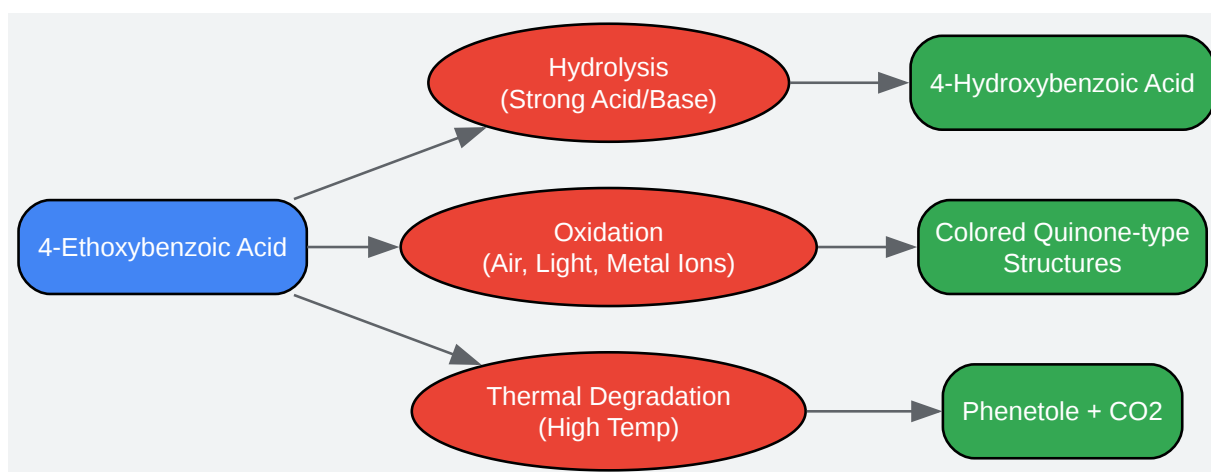 Hydrolysis
(Strong Acid/Base)
4-Hydroxybenzoic Acid
4-Ethoxybenzoic Acid
Oxidation
(Air, Light, Metal Ions)
Colored Quinone-type
Structures
Thermal Degradation
(High Temp)
Phenetole + CO2